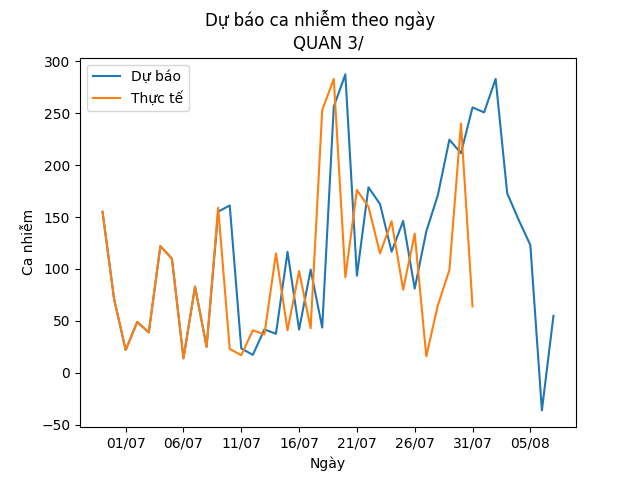 Dự báo ca nhiễm theo ngày
QUAN 3/
Dự báo
Thực tế
Ca nhiễm
300
250
200
150
100
50
0
−50
01/07 06/07 11/07 16/07 21/07 26/07 31/07 05/08
Ngày